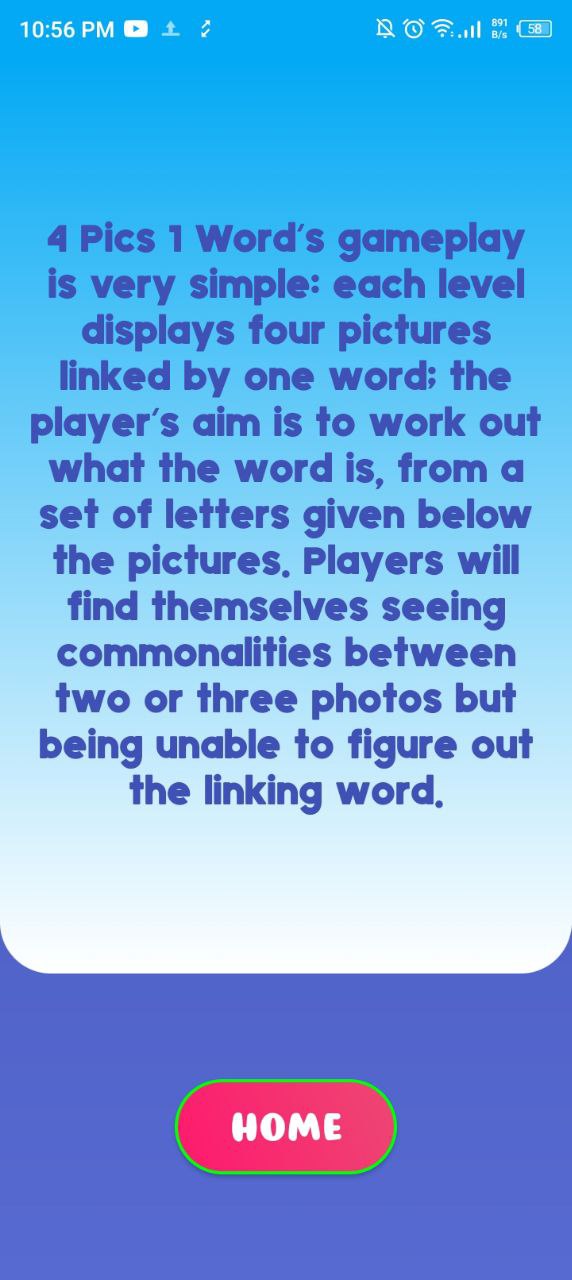 10:56 PM 891 B/s 58
4 Pics 1 Word's gameplay
is very simple: each level
displays four pictures
linked by one word; the
player's aim is to work out
what the word is, from a
set of letters given below
the pictures. Players will
find themselves seeing
commonalities between
two or three photos but
being unable to figure out
the linking word.
HOME